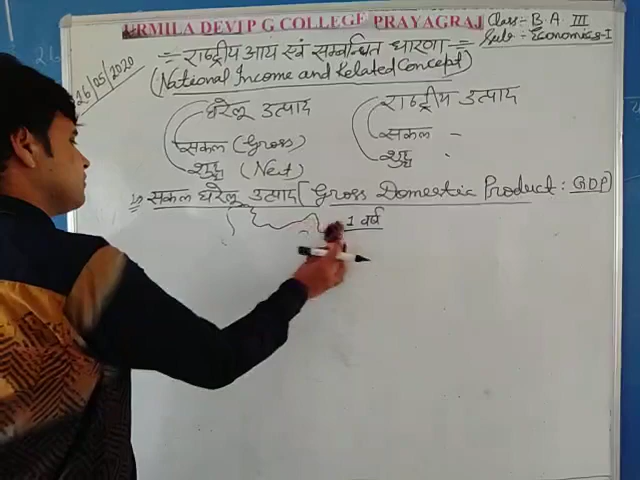 URMILA DEVI P G COLLEGE PRAYAGRAJ
Class:- B.A III
Sub:- Economics-I
26/05/2020
राष्ट्रीय आय एवं सम्बन्धित धारणा
(National Income and Related Concept)
घरेलू उत्पाद
सकल (Gross)
शुद्ध (Net)
राष्ट्रीय उत्पाद
सकल -
शुद्ध
सकल घरेलू उत्पाद (Gross Domestic Product: GDP)
1 वर्ष